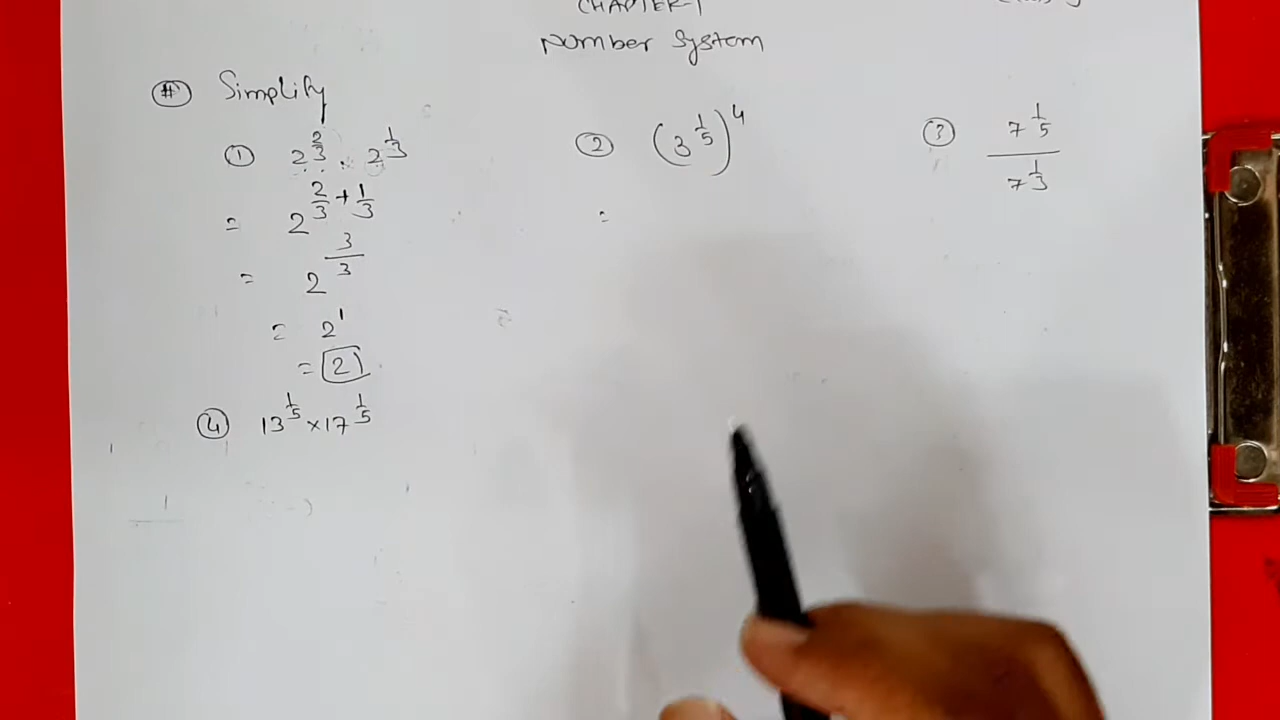 CHAPTER-1
Number System
# Simplify
① 2^{2/3} . 2^{1/3}
= 2^{2/3 + 1/3}
= 2^{3/3}
= 2^1
= 2
② (3^{1/5})^4
=
③ 7^{1/5} / 7^{1/3}
④ 13^{1/5} × 17^{1/5}